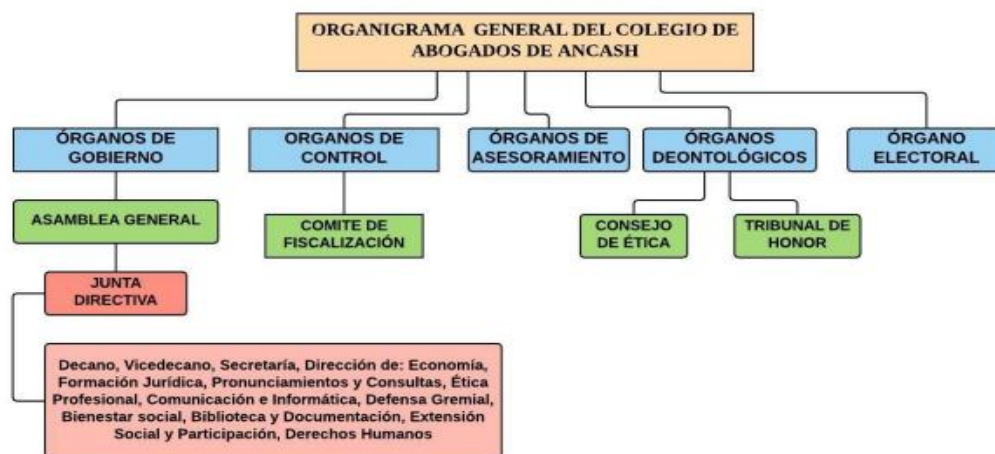 ORGANIGRAMA GENERAL DEL COLEGIO DE
ABOGADOS DE ANCASH
ÓRGANOS DE
GOBIERNO
ORGANOS DE
CONTROL
ÓRGANOS DE
ASESORAMIENTO
ÓRGANOS
DEONTOLÓGICOS
ÓRGANO
ELECTORAL
ASAMBLEA GENERAL
COMITE DE
FISCALIZACIÓN
CONSEJO
DE ÉTICA
TRIBUNAL DE
HONOR
JUNTA
DIRECTIVA
Decano, Vicedecano, Secretaría, Dirección de: Economía,
Formación Jurídica, Pronunciamientos y Consultas, Ética
Profesional, Comunicación e Informática, Defensa Gremial,
Bienestar social, Biblioteca y Documentación, Extensión
Social y Participación, Derechos Humanos